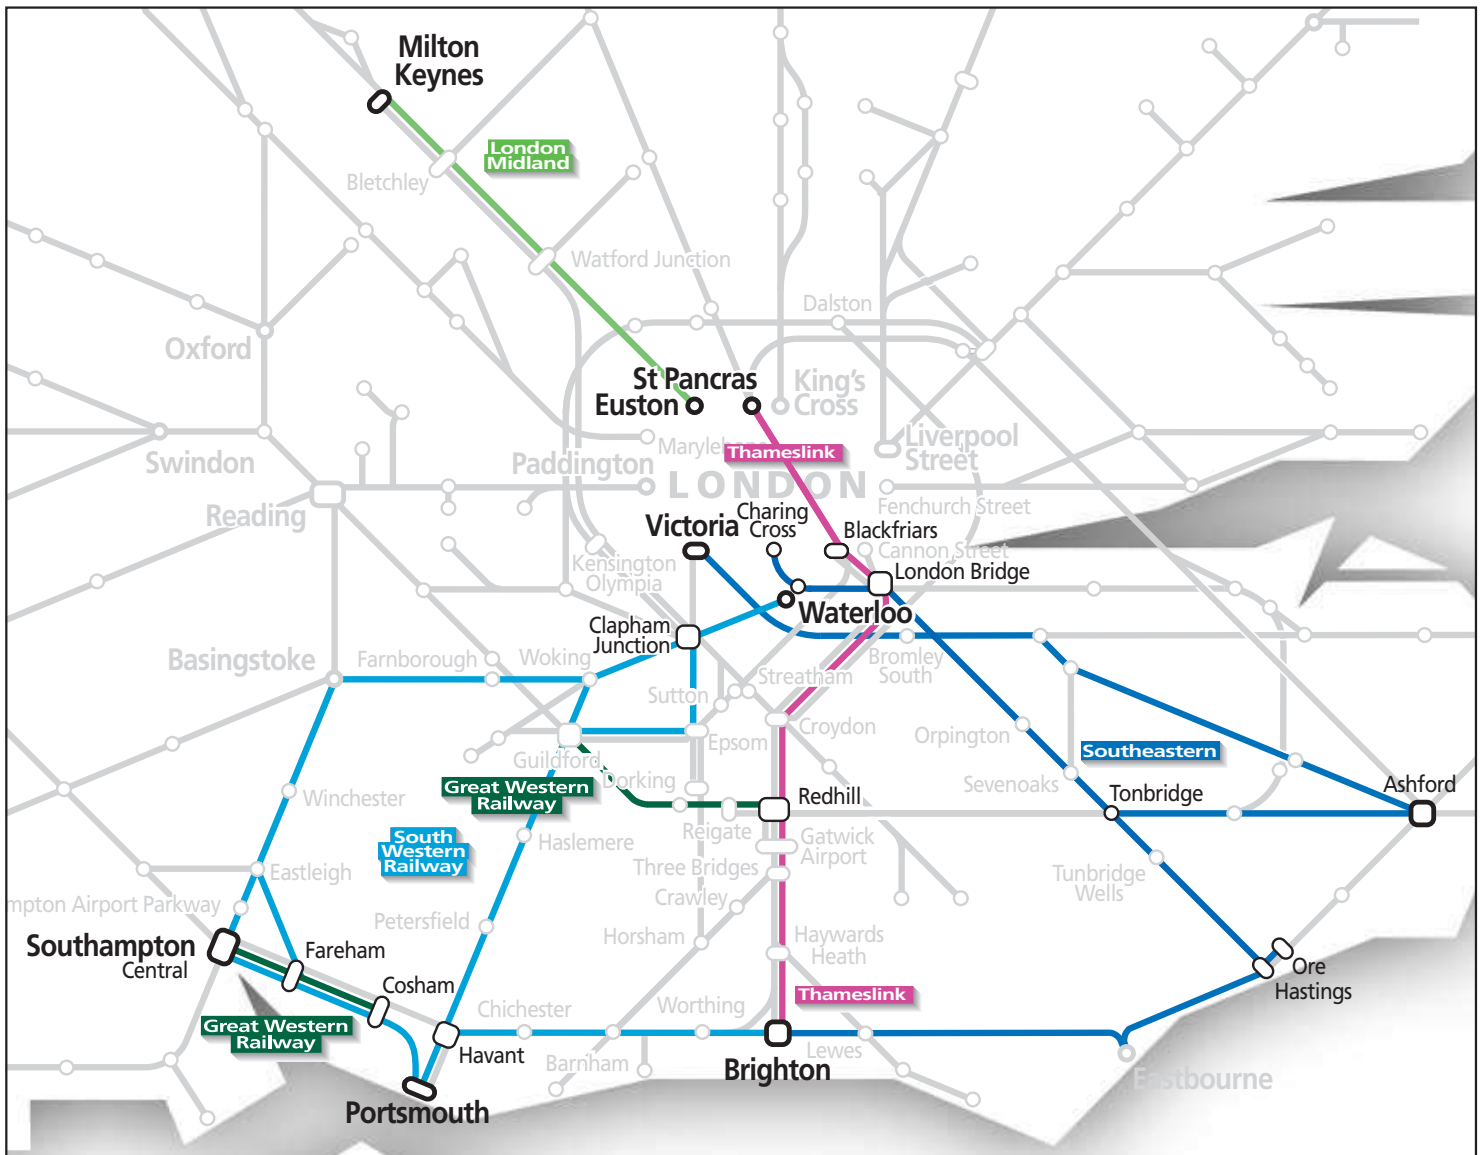 Milton
Keynes
London
Midland
Bletchley
Watford Junction
Dalston
Oxford
St Pancras
Euston
King's
Cross
Marylebone
Liverpool
Street
Swindon
Paddington
Thameslink
LONDON
Reading
Fenchurch Street
Victoria
Charing
Cross
Blackfriars
Cannon Street
Kensington
Olympia
London Bridge
Waterloo
Clapham
Junction
Basingstoke
Farnborough
Woking
Bromley
South
Streatham
Sutton
Croydon
Orpington
Epsom
Southeastern
Guildford
Dorking
Sevenoaks
Ashford
Great Western
Railway
Winchester
Redhill
Tonbridge
Reigate
Gatwick
Airport
South
Western
Railway
Haslemere
Three Bridges
Tunbridge
Wells
Eastleigh
Crawley
mpton Airport Parkway
Petersfield
Horsham
Haywards
Heath
Southampton
Central
Fareham
Cosham
Ore
Hastings
Thameslink
Chichester
Worthing
Great Western
Railway
Havant
Barnham
Brighton
Lewes
Eastbourne
Portsmouth